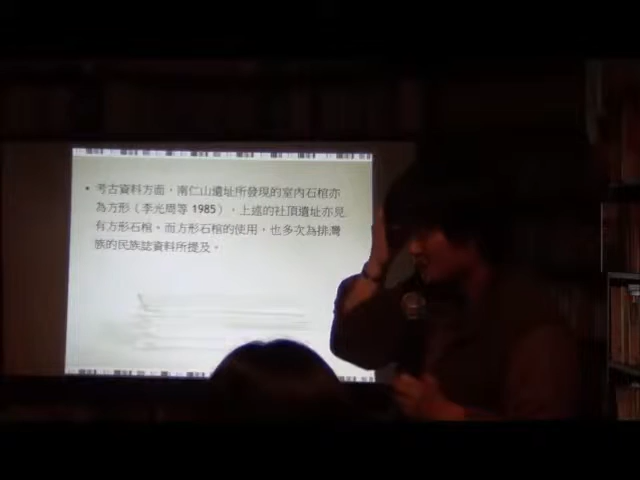 • 考古資料方面，南仁山遺址所發現的室內石棺亦
為方形（李光周等 1985），上述的社頂遺址亦見
有方形石棺。而方形石棺的使用，也多次為排灣
族的民族誌資料所提及。